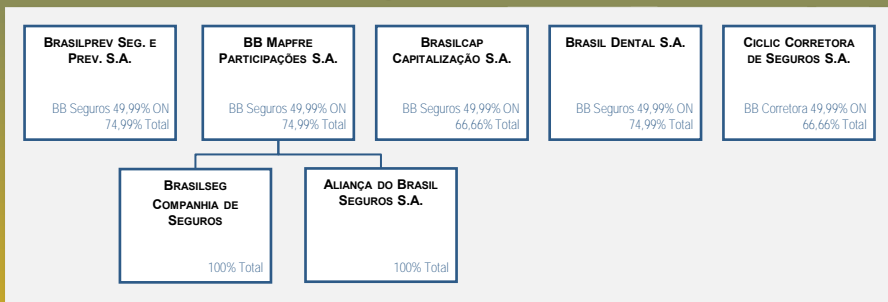 BRASILPREV SEG. E
PREV. S.A.
BB Seguros 49,99% ON
74,99% Total
BB MAPFRE
PARTICIPAÇÕES S.A.
BB Seguros 49,99% ON
74,99% Total
BRASILCAP
CAPITALIZAÇÃO S.A.
BB Seguros 49,99% ON
66,66% Total
BRASIL DENTAL S.A.
BB Seguros 49,99% ON
74,99% Total
CICLIC CORRETORA
DE SEGUROS S.A.
BB Corretora 49,99% ON
66,66% Total
BRASILSEG
COMPANHIA DE
SEGUROS
100% Total
ALIANÇA DO BRASIL
SEGUROS S.A.
100% Total